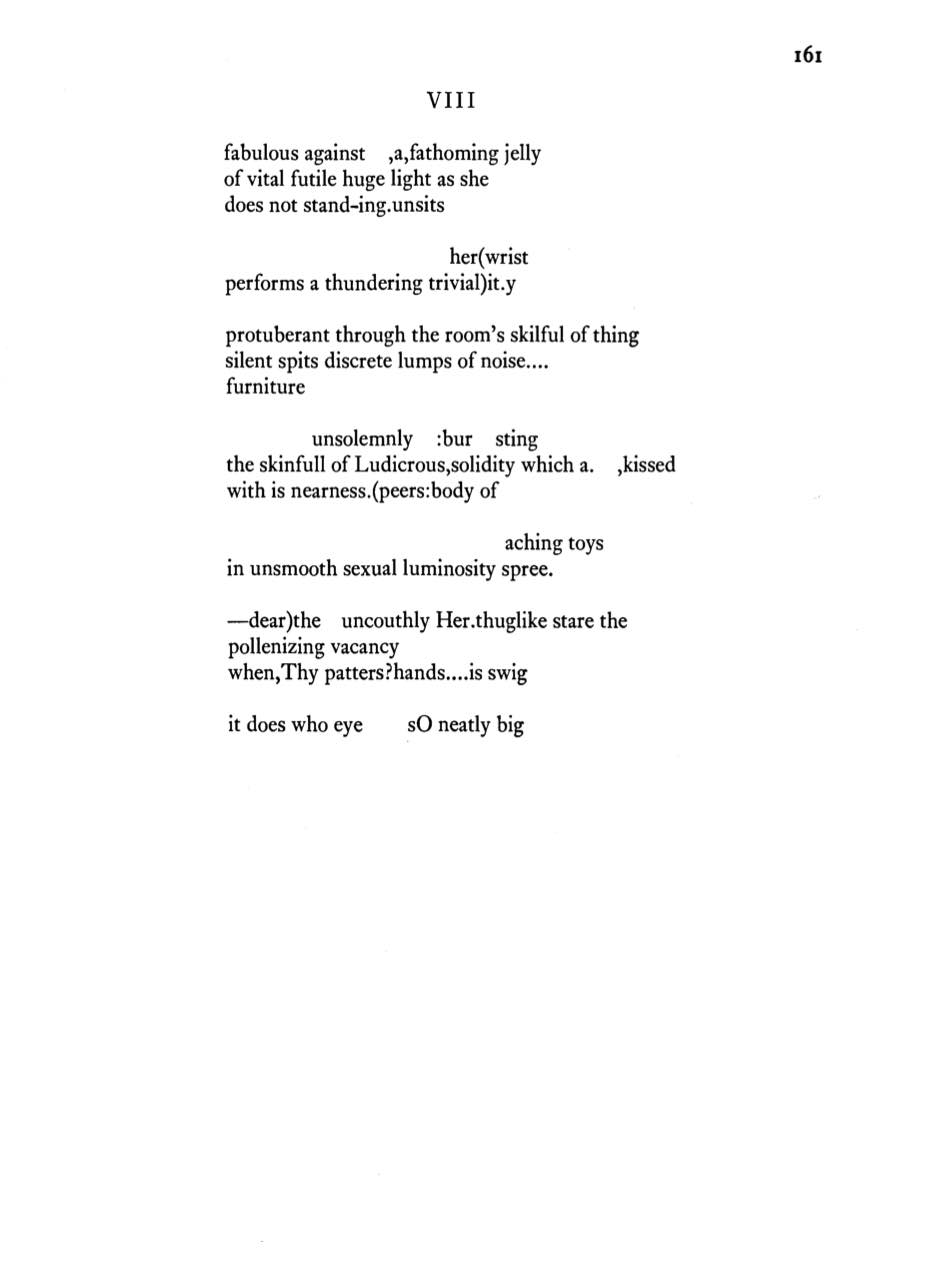 161
VIII
fabulous against   ,a,fathoming jelly
of vital futile huge light as she
does not stand-ing.unsits
her(wrist
performs a thundering trivial)it.y
protuberant through the room's skilful of thing
silent spits discrete lumps of noise....
furniture
unsolemnly   :bur   sting
the skinfull of Ludicrous,solidity which a.   ,kissed
with is nearness.(peers:body of
aching toys
in unsmooth sexual luminosity spree.
—dear)the   uncouthly Her.thuglike stare the
pollenizing vacancy
when,Thy patters?hands....is swig
it does who eye      sO neatly big